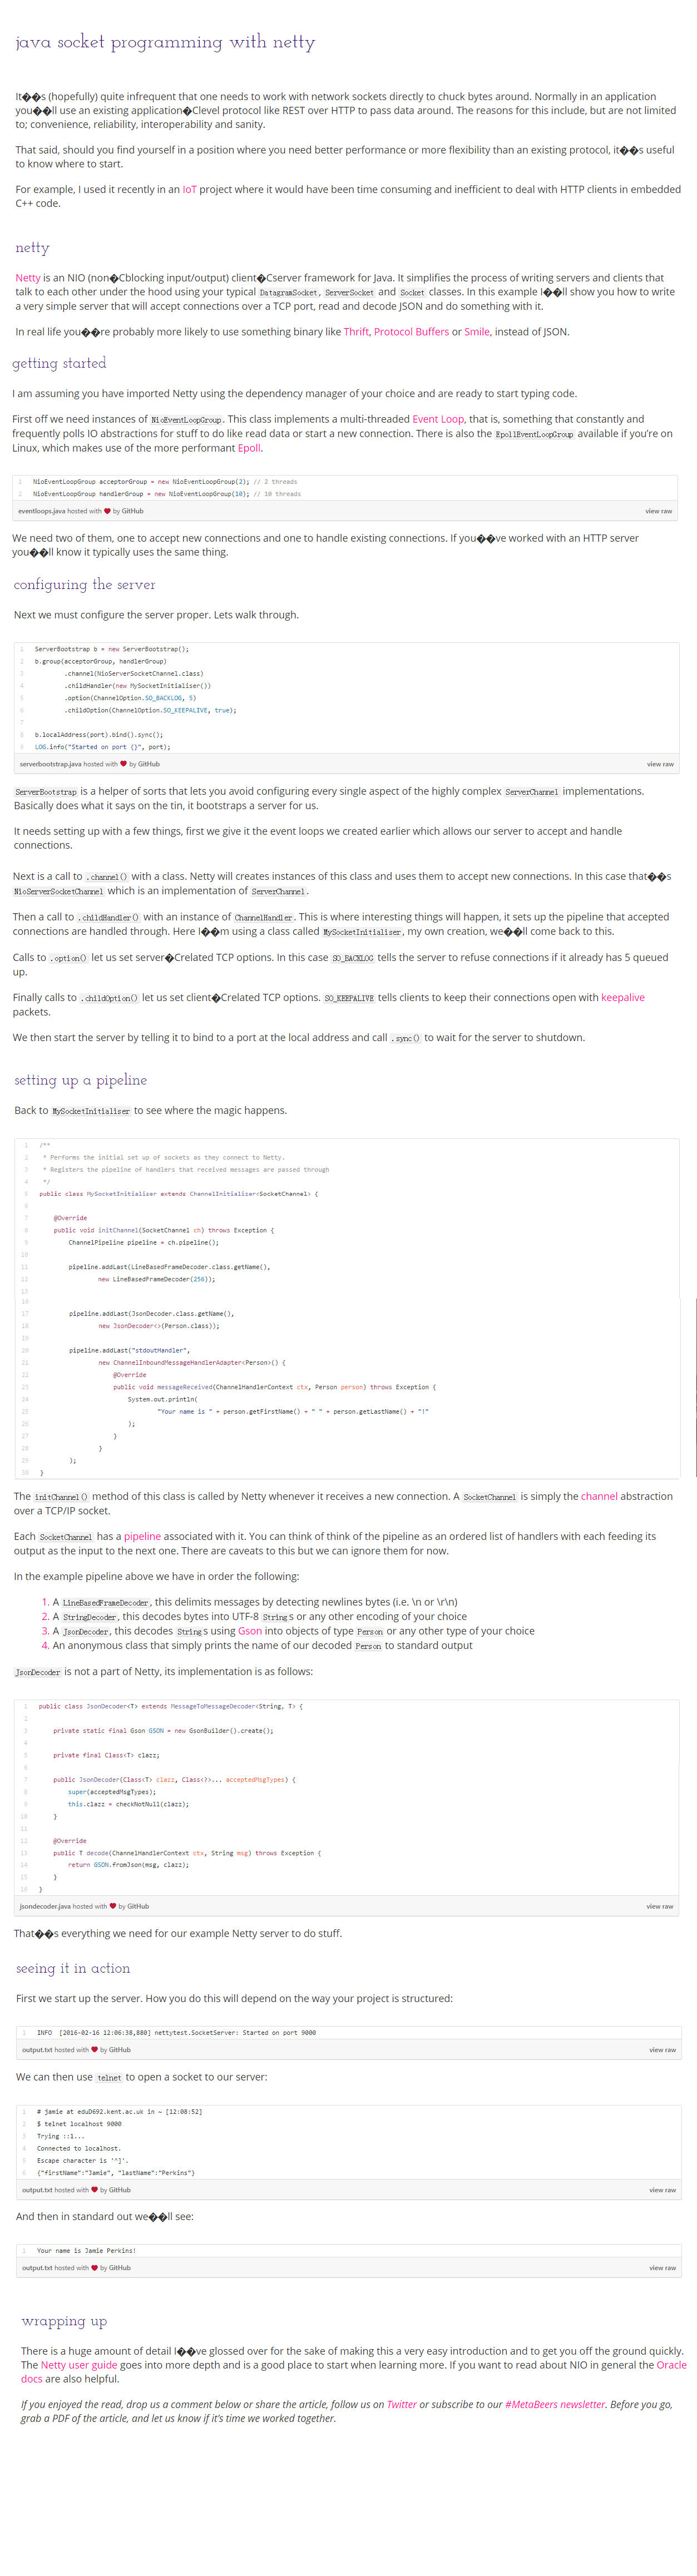 java socket programming with netty
It��s (hopefully) quite infrequent that one needs to work with network sockets directly to chuck bytes around. Normally in an application
you��ll use an existing application�Clevel protocol like REST over HTTP to pass data around. The reasons for this include, but are not limited
to; convenience, reliability, interoperability and sanity.
That said, should you find yourself in a position where you need better performance or more flexibility than an existing protocol, it��s useful
to know where to start.
For example, I used it recently in an IoT project where it would have been time consuming and inefficient to deal with HTTP clients in embedded
C++ code.
netty
Netty is an NIO (non�Cblocking input/output) client�Cserver framework for Java. It simplifies the process of writing servers and clients that
talk to each other under the hood using your typical DatagramSocket, ServerSocket and Socket classes. In this example I��ll show you how to write
a very simple server that will accept connections over a TCP port, read and decode JSON and do something with it.
In real life you��re probably more likely to use something binary like Thrift, Protocol Buffers or Smile, instead of JSON.
getting started
I am assuming you have imported Netty using the dependency manager of your choice and are ready to start typing code.
First off we need instances of NioEventLoopGroup. This class implements a multi-threaded Event Loop, that is, something that constantly and
frequently polls IO abstractions for stuff to do like read data or start a new connection. There is also the EpollEventLoopGroup available if you're on
Linux, which makes use of the more performant Epoll.
1 NioEventLoopGroup acceptorGroup = new NioEventLoopGroup(2); // 2 threads
2 NioEventLoopGroup handlerGroup = new NioEventLoopGroup(10); // 10 threads
eventloops.java hosted with ❤ by GitHub view raw
We need two of them, one to accept new connections and one to handle existing connections. If you��ve worked with an HTTP server
you��ll know it typically uses the same thing.
configuring the server
Next we must configure the server proper. Lets walk through.
1 ServerBootstrap b = new ServerBootstrap();
2 b.group(acceptorGroup, handlerGroup)
3 .channel(NioServerSocketChannel.class)
4 .childHandler(new MySocketInitialiser())
5 .option(ChannelOption.SO_BACKLOG, 5)
6 .childOption(ChannelOption.SO_KEEPALIVE, true);
7
8 b.localAddress(port).bind().sync();
9 LOG.info("Started on port {}", port);
serverbootstrap.java hosted with ❤ by GitHub view raw
ServerBootstrap is a helper of sorts that lets you avoid configuring every single aspect of the highly complex ServerChannel implementations.
Basically does what it says on the tin, it bootstraps a server for us.
It needs setting up with a few things, first we give it the event loops we created earlier which allows our server to accept and handle
connections.
Next is a call to .channel() with a class. Netty will creates instances of this class and uses them to accept new connections. In this case that��s
NioServerSocketChannel which is an implementation of ServerChannel.
Then a call to .childHandler() with an instance of ChannelHandler. This is where interesting things will happen, it sets up the pipeline that accepted
connections are handled through. Here I��m using a class called MySocketInitialiser, my own creation, we��ll come back to this.
Calls to .option() let us set server�Crelated TCP options. In this case SO_BACKLOG tells the server to refuse connections if it already has 5 queued
up.
Finally calls to .childOption() let us set client�Crelated TCP options. SO_KEEPALIVE tells clients to keep their connections open with keepalive
packets.
We then start the server by telling it to bind to a port at the local address and call .sync() to wait for the server to shutdown.
setting up a pipeline
Back to MySocketInitialiser to see where the magic happens.
1 /**
2 * Performs the initial set up of sockets as they connect to Netty.
3 * Registers the pipeline of handlers that received messages are passed through
4 */
5 public class MySocketInitialiser extends ChannelInitializer<SocketChannel> {
6
7 @Override
8 public void initChannel(SocketChannel ch) throws Exception {
9 ChannelPipeline pipeline = ch.pipeline();
10
11 pipeline.addLast(LineBasedFrameDecoder.class.getName(),
12 new LineBasedFrameDecoder(256));
13
16
17 pipeline.addLast(JsonDecoder.class.getName(),
18 new JsonDecoder<>(Person.class));
19
20 pipeline.addLast("stdoutHandler",
21 new ChannelInboundMessageHandlerAdapter<Person>() {
22 @Override
23 public void messageReceived(ChannelHandlerContext ctx, Person person) throws Exception {
24 System.out.println(
25 "Your name is " + person.getFirstName() + " " + person.getLastName() + "!"
26 );
27 }
28 }
29 );
30 }
The initChannel() method of this class is called by Netty whenever it receives a new connection. A SocketChannel is simply the channel abstraction
over a TCP/IP socket.
Each SocketChannel has a pipeline associated with it. You can think of think of the pipeline as an ordered list of handlers with each feeding its
output as the input to the next one. There are caveats to this but we can ignore them for now.
In the example pipeline above we have in order the following:
1. A LineBasedFrameDecoder, this delimits messages by detecting newlines bytes (i.e. \n or \r\n)
2. A StringDecoder, this decodes bytes into UTF-8 Strings or any other encoding of your choice
3. A JsonDecoder, this decodes Strings using Gson into objects of type Person or any other type of your choice
4. An anonymous class that simply prints the name of our decoded Person to standard output
JsonDecoder is not a part of Netty, its implementation is as follows:
1 public class JsonDecoder<T> extends MessageToMessageDecoder<String, T> {
2
3 private static final Gson GSON = new GsonBuilder().create();
4
5 private final Class<T> clazz;
6
7 public JsonDecoder(Class<T> clazz, Class<?>... acceptedMsgTypes) {
8 super(acceptedMsgTypes);
9 this.clazz = checkNotNull(clazz);
10 }
11
12 @Override
13 public T decode(ChannelHandlerContext ctx, String msg) throws Exception {
14 return GSON.fromJson(msg, clazz);
15 }
16 }
jsondecoder.java hosted with ❤ by GitHub view raw
That��s everything we need for our example Netty server to do stuff.
seeing it in action
First we start up the server. How you do this will depend on the way your project is structured:
1 INFO [2016-02-16 12:06:38,880] nettytest.SocketServer: Started on port 9000
output.txt hosted with ❤ by GitHub view raw
We can then use telnet to open a socket to our server:
1 # jamie at eduD692.kent.ac.uk in ~ [12:08:52]
2 $ telnet localhost 9000
3 Trying ::1...
4 Connected to localhost.
5 Escape character is '^]'.
6 {"firstName":"Jamie", "lastName":"Perkins"}
output.txt hosted with ❤ by GitHub view raw
And then in standard out we��ll see:
1 Your name is Jamie Perkins!
output.txt hosted with ❤ by GitHub view raw
wrapping up
There is a huge amount of detail I��ve glossed over for the sake of making this a very easy introduction and to get you off the ground quickly.
The Netty user guide goes into more depth and is a good place to start when learning more. If you want to read about NIO in general the Oracle
docs are also helpful.
If you enjoyed the read, drop us a comment below or share the article, follow us on Twitter or subscribe to our #MetaBeers newsletter. Before you go,
grab a PDF of the article, and let us know if it's time we worked together.